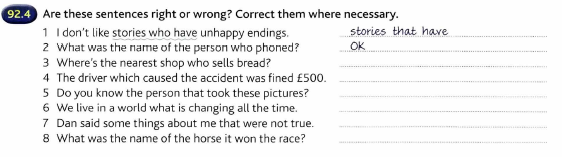 92.4 Are these sentences right or wrong? Correct them where necessary.
1 I don't like stories who have unhappy endings. stories that have
2 What was the name of the person who phoned? OK
3 Where's the nearest shop who sells bread?
4 The driver which caused the accident was fined £500.
5 Do you know the person that took these pictures?
6 We live in a world what is changing all the time.
7 Dan said some things about me that were not true.
8 What was the name of the horse it won the race?